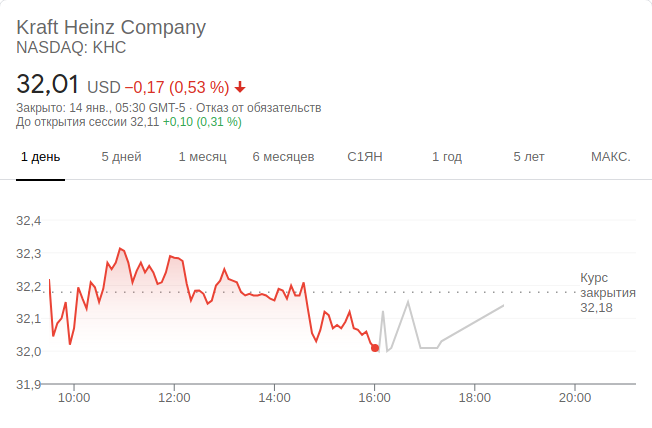 Kraft Heinz Company
NASDAQ: KHC
32,01 USD −0,17 (0,53 %)
Закрыто: 14 янв., 05:30 GMT-5 · Отказ от обязательств
До открытия сессии 32,11 +0,10 (0,31 %)
1 день 5 дней 1 месяц 6 месяцев С1ЯН 1 год 5 лет МАКС.
32,4
32,3
32,2
32,1
32,0
31,9
Курс
закрытия
32,18
10:00 12:00 14:00 16:00 18:00 20:00